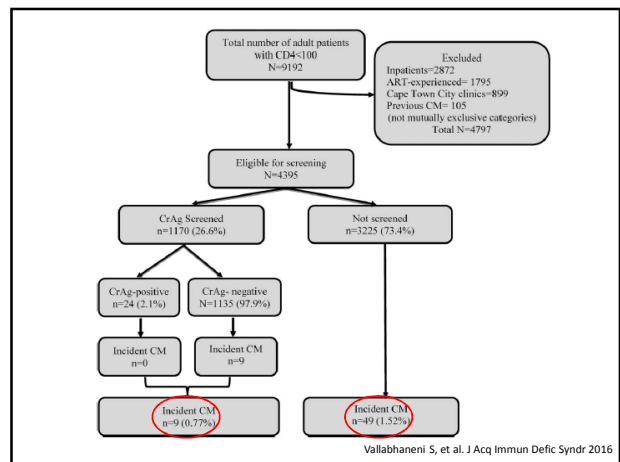 Total number of adult patients
with CD4<100
N=9192
Excluded
Inpatients=2872
ART-experienced= 1795
Cape Town City clinics=899
Previous CM= 105
(not mutually exclusive categories)
Total N=4797
Eligible for screening
N=4395
CrAg Screened
n=1170 (26.6%)
Not screened
n=3225 (73.4%)
CrAg-positive
n=24 (2.1%)
CrAg- negative
N=1135 (97.9%)
Incident CM
n=0
Incident CM
n=9
Incident CM
n=9 (0.77%)
Incident CM
n=49 (1.52%)
Vallabhaneni S, et al. J Acq Immun Defic Syndr 2016